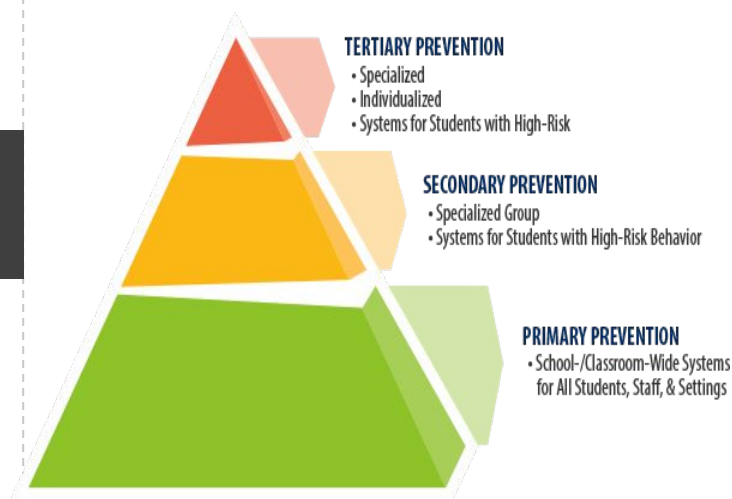 TERTIARY PREVENTION
• Specialized
• Individualized
• Systems for Students with High-Risk
SECONDARY PREVENTION
• Specialized Group
• Systems for Students with High-Risk Behavior
PRIMARY PREVENTION
• School-/Classroom-Wide Systems
for All Students, Staff, & Settings